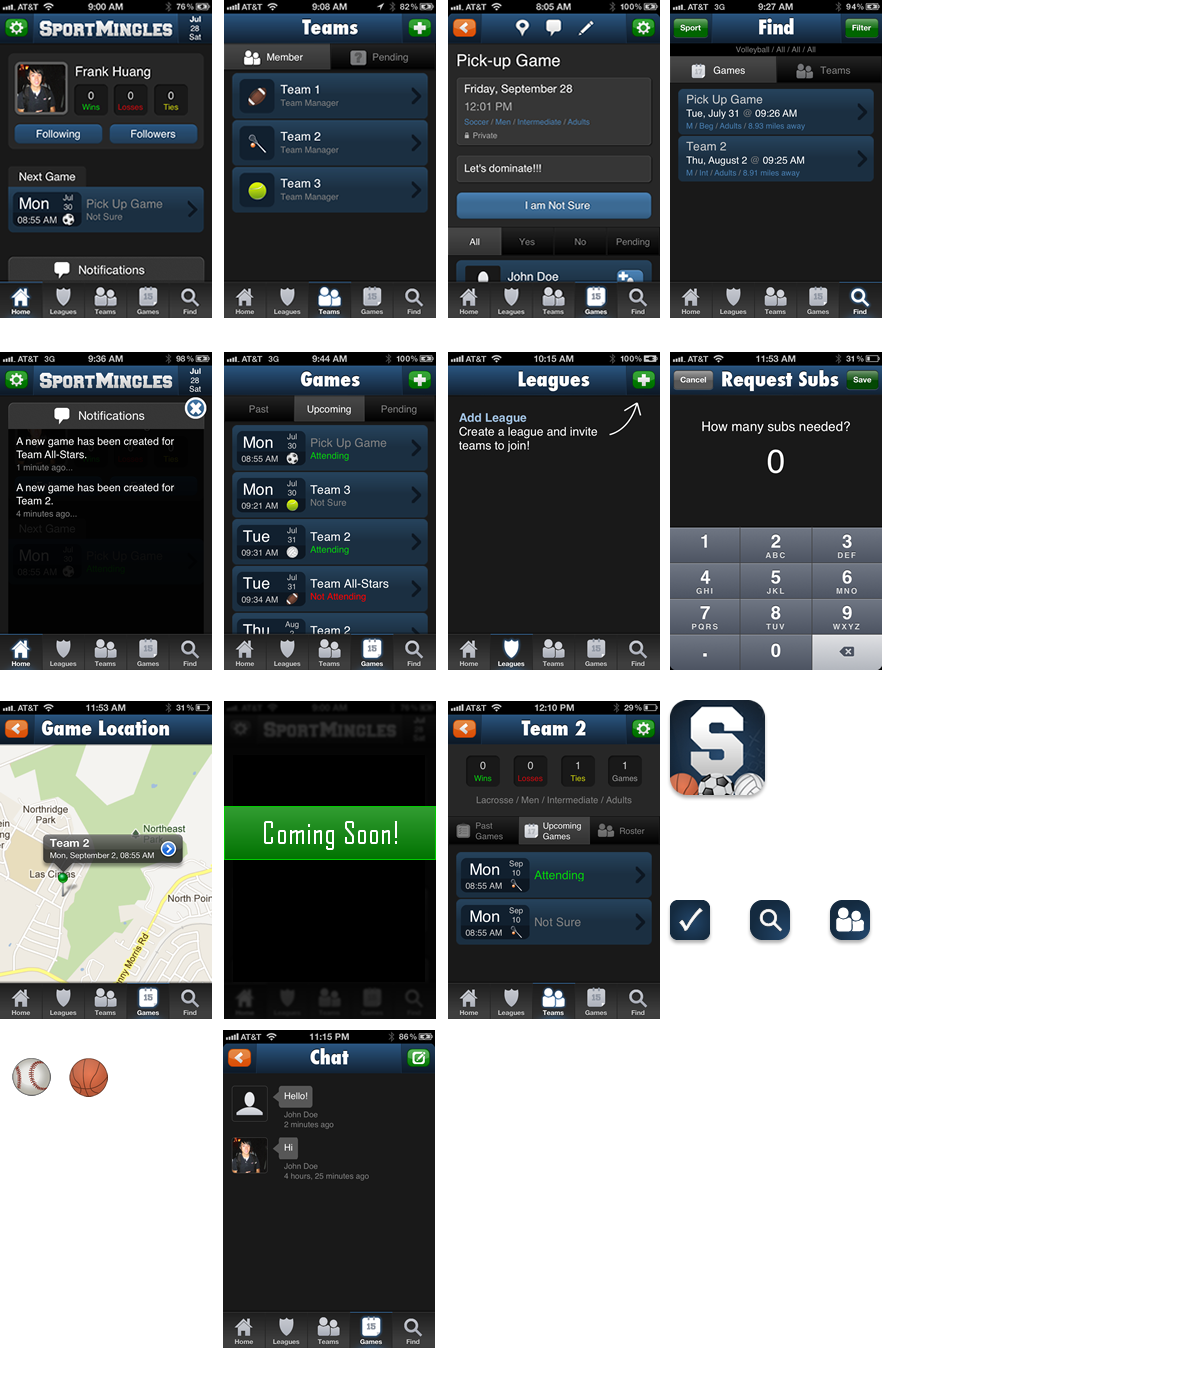 AT&T 9:00 AM 76%
SPORTMINGLES
Jul
28
Sat
Frank Huang
0 0 0
Wins Losses Ties
Following Followers
Next Game
Mon Jul
30
Pick Up Game
08:55 AM Not Sure
Notifications
Home Leagues Teams Games Find
AT&T 9:08 AM 82%
Teams
Member Pending
Team 1
Team Manager
Team 2
Team Manager
Team 3
Team Manager
Home Leagues Teams Games Find
AT&T 8:05 AM 100%
Pick-up Game
Friday, September 28
12:01 PM
Soccer / Men / Intermediate / Adults
Private
Let's dominate!!!
I am Not Sure
All Yes No Pending
John Doe
Home Leagues Teams Games Find
AT&T 3G 9:27 AM 94%
Sport Find Filter
Volleyball / All / All / All
Games Teams
Pick Up Game
Tue, July 31 @ 09:26 AM
M / Beg / Adults / 8.93 miles away
Team 2
Thu, August 2 @ 09:25 AM
M / Int / Adults / 8.91 miles away
Home Leagues Teams Games Find
AT&T 3G 9:36 AM 98%
SPORTMINGLES
Jul
28
Sat
Notifications
A new game has been created for
Team All-Stars.
1 minute ago...
A new game has been created for
Team 2.
4 minutes ago...
Next Game
Mon Jul
30
Pick Up Game
08:55 AM Attending
Home Leagues Teams Games Find
AT&T 3G 9:44 AM 100%
Games
Past Upcoming Pending
Mon Jul
30
Pick Up Game
08:55 AM Attending
Mon Jul
30
Team 3
09:21 AM Not Sure
Tue Jul
31
Team 2
09:31 AM Attending
Tue Jul
31
Team All-Stars
09:34 AM Not Attending
Thu Aug
2
Team 2
Home Leagues Teams Games Find
AT&T 10:15 AM 100%
Leagues
Add League
Create a league and invite
teams to join!
Home Leagues Teams Games Find
AT&T 11:53 AM 31%
Cancel Request Subs Save
How many subs needed?
0
1 2 3
ABC DEF
4 5 6
GHI JKL MNO
7 8 9
PQRS TUV WXYZ
. 0
AT&T 11:53 AM 31%
Game Location
Northridge
Park
Northeast
Park
Team 2
Mon, September 2, 08:55 AM
Las Cimas
North Poin
nny Morris Rd
Home Leagues Teams Games Find
9:00 AM
SPORTMINGLES
Jul
28
Sat
Coming Soon!
AT&T 12:10 PM 29%
Team 2
0 0 1 1
Wins Losses Ties Games
Lacrosse / Men / Intermediate / Adults
Past
Games
Upcoming
Games
Roster
Mon Sep
10
Attending
08:55 AM
Mon Sep
10
Not Sure
08:55 AM
Home Leagues Teams Games Find
S
AT&T 11:15 PM 86%
Chat
Hello!
John Doe
2 minutes ago
Hi
John Doe
4 hours, 25 minutes ago
Home Leagues Teams Games Find